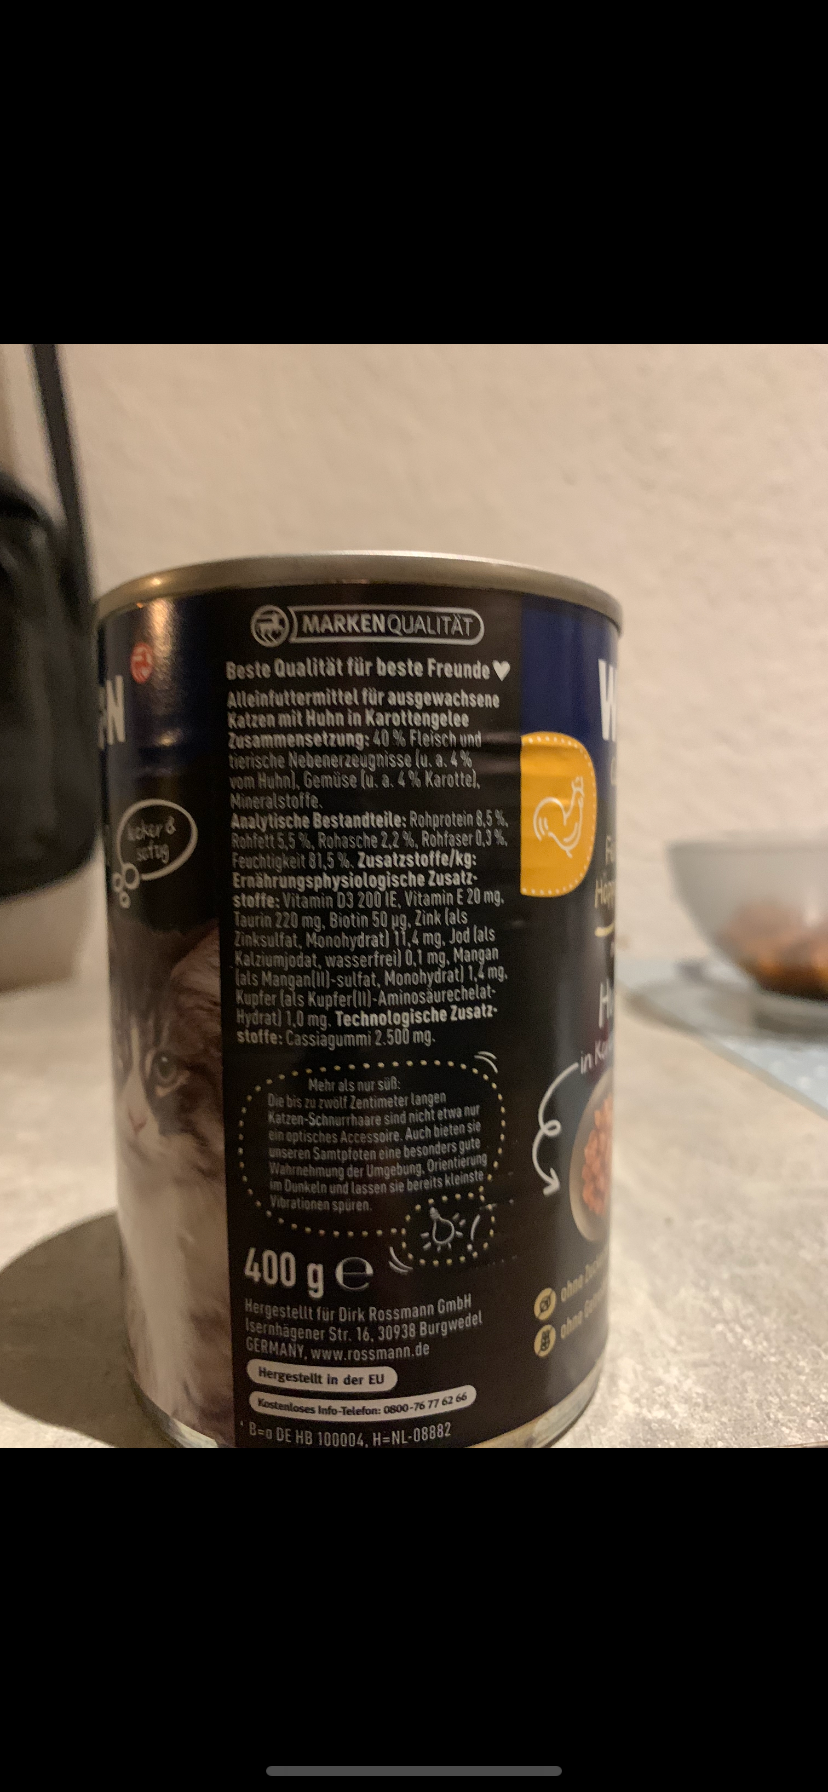 MARKENQUALITÄT
Beste Qualität für beste Freunde ♥
Alleinfuttermittel für ausgewachsene
Katzen mit Huhn in Karottengelee
Zusammensetzung: 40 % Fleisch und
tierische Nebenerzeugnisse (u. a. 4 %
vom Huhn), Gemüse (u. a. 4 % Karotte),
Mineralstoffe.
Analytische Bestandteile: Rohprotein 8,5 %,
Rohfett 5,5 %, Rohasche 2,2 %, Rohfaser 0,3 %,
Feuchtigkeit 81,5 %. Zusatzstoffe/kg:
Ernährungsphysiologische Zusatz-
stoffe: Vitamin D3 200 IE, Vitamin E 20 mg,
Taurin 220 mg, Biotin 50 µg, Zink (als
Zinksulfat, Monohydrat) 11,4 mg, Jod (als
Kalziumjodat, wasserfrei) 0,1 mg, Mangan
(als Mangan(II)-sulfat, Monohydrat) 1,4 mg,
Kupfer (als Kupfer(II)-Aminosäurechelat-
Hydrat) 1,0 mg. Technologische Zusatz-
stoffe: Cassiagummi 2.500 mg.
Mehr als nur süß:
Die bis zu zwölf Zentimeter langen
Katzen-Schnurrhaare sind nicht etwa nur
ein optisches Accessoire. Auch bieten sie
unseren Samtpfoten eine besonders gute
Wahrnehmung der Umgebung, Orientierung
im Dunkeln und lassen sie bereits kleinste
Vibrationen spüren.
400 g e
Hergestellt für Dirk Rossmann GmbH
Isernhägener Str. 16, 30938 Burgwedel
GERMANY, www.rossmann.de
Hergestellt in der EU
Kostenloses Info-Telefon: 0800-76 77 62 66
B=α DE HB 100004, H=NL-08882
lecker &
saftig
in
ohne
ohne